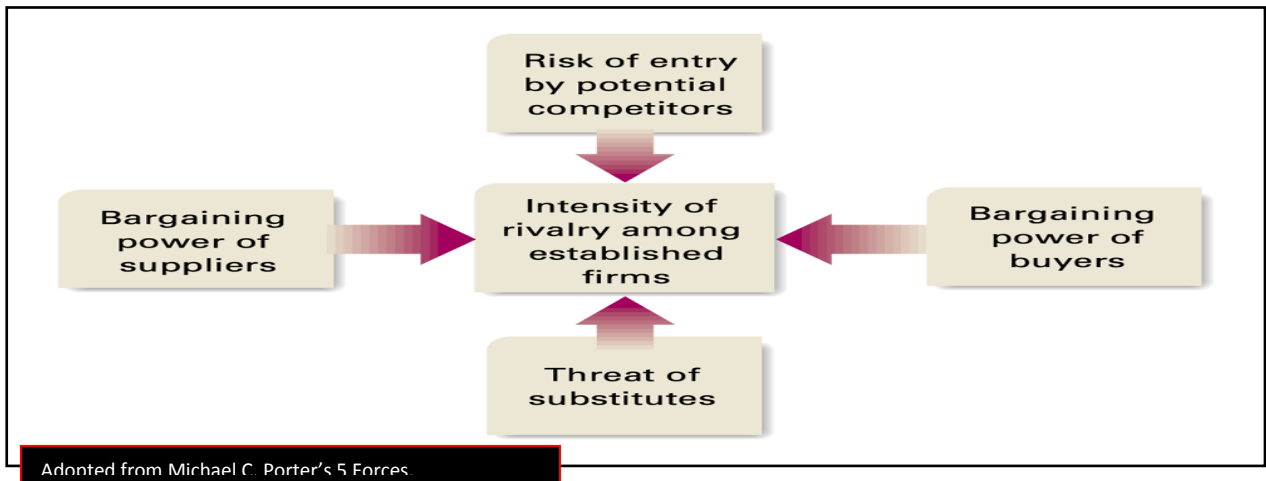 Risk of entry
by potential
competitors
Bargaining
power of
suppliers
Intensity of
rivalry among
established
firms
Bargaining
power of
buyers
Threat of
substitutes
Adopted from Michael C. Porter's 5 Forces.